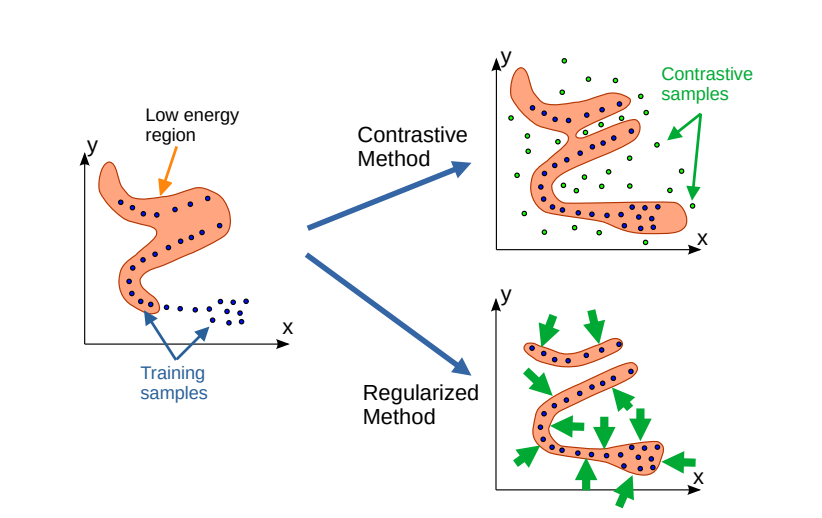 Low energy
region
y
x
Training
samples
Contrastive
Method
Regularized
Method
y
Contrastive
samples
x
y
x